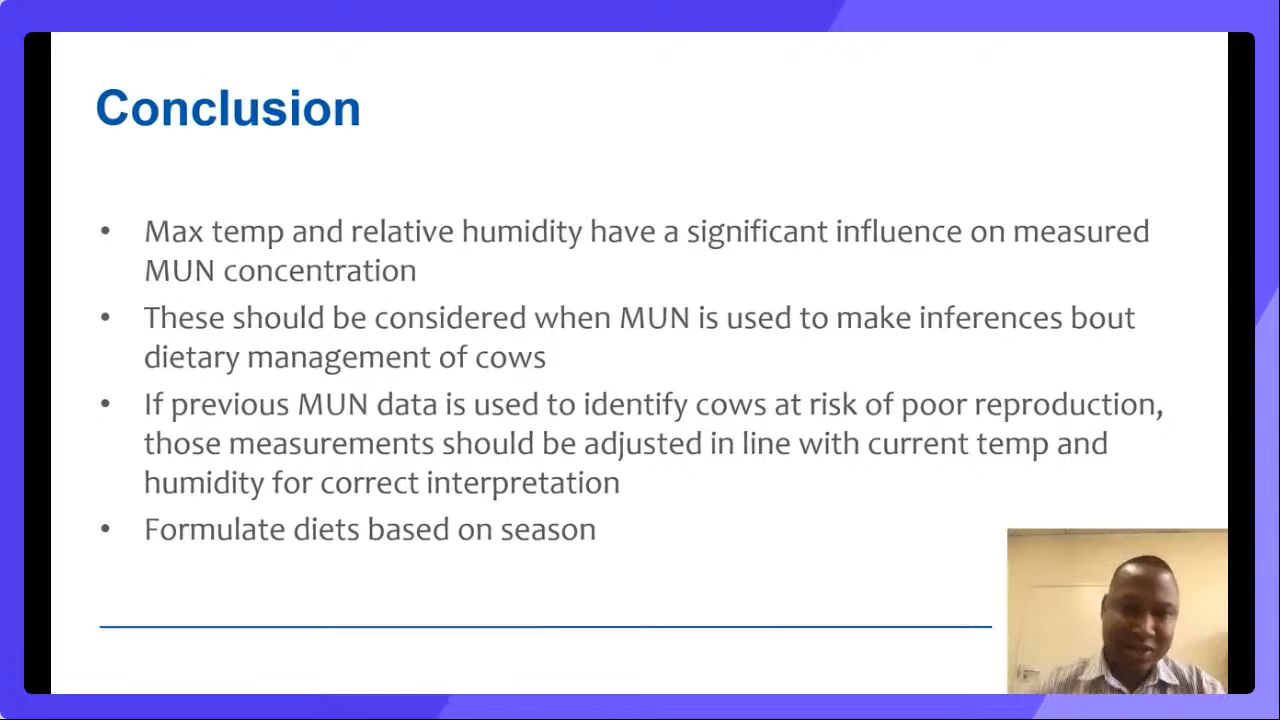 Conclusion
• Max temp and relative humidity have a significant influence on measured
MUN concentration
• These should be considered when MUN is used to make inferences bout
dietary management of cows
• If previous MUN data is used to identify cows at risk of poor reproduction,
those measurements should be adjusted in line with current temp and
humidity for correct interpretation
• Formulate diets based on season